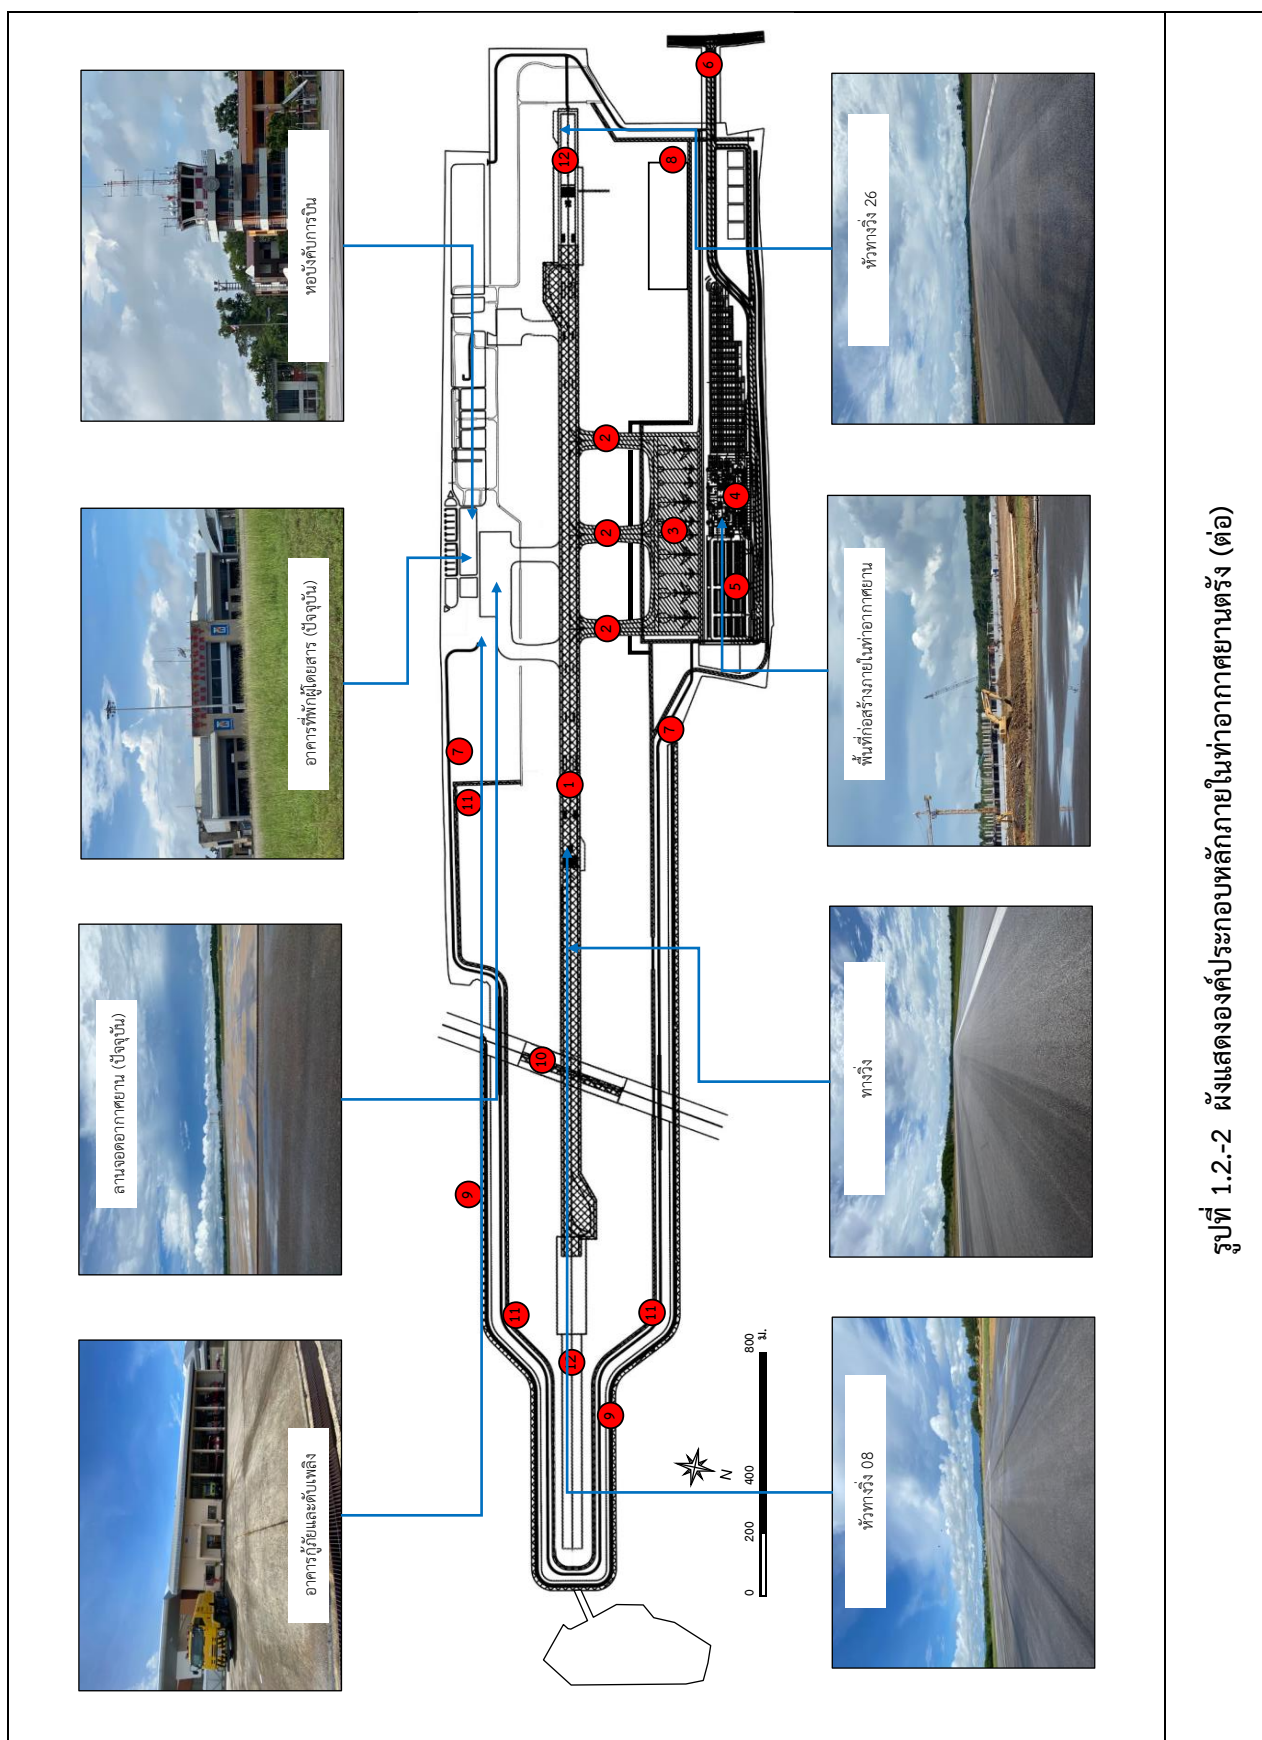 อาคารกู้ภัยและดับเพลิง
ลานจอดอากาศยาน (ปัจจุบัน)
อาคารที่พักผู้โดยสาร (ปัจจุบัน)
หอบังคับการบิน
9
11
7
11
12
10
1
2
2
2
12
9
11
7
3
5
4
8
6
N
0
200
400
800
ม.
หัวทางวิ่ง 08
ทางวิ่ง
พื้นที่ก่อสร้างภายในท่าอากาศยาน
หัวทางวิ่ง 26
รูปที่ 1.2.-2 ผังแสดงองค์ประกอบหลักภายในท่าอากาศยานตรัง (ต่อ)